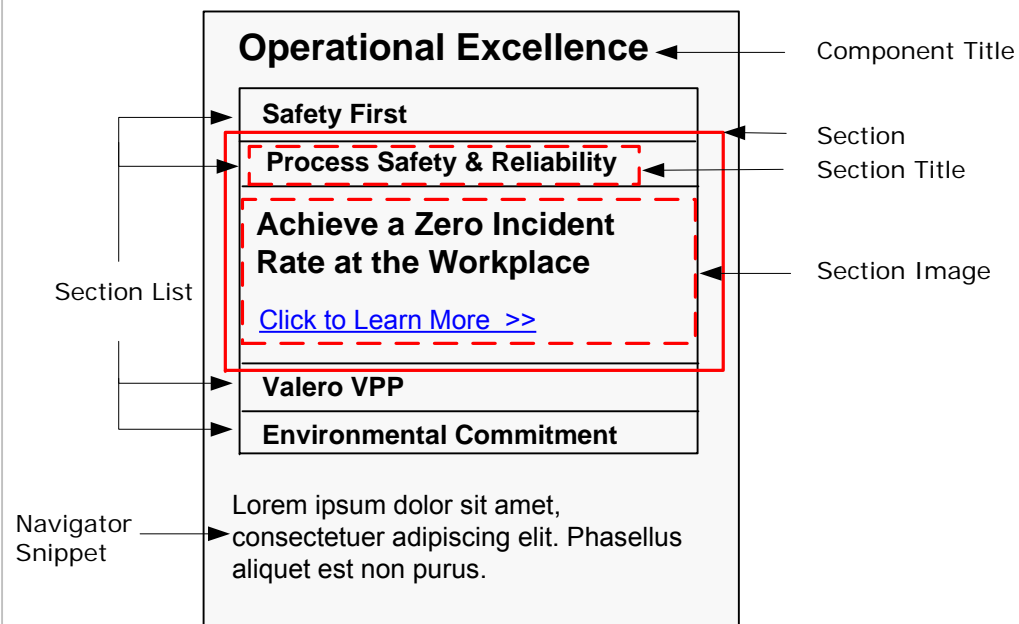 Operational Excellence
Component Title
Safety First
Section
Process Safety & Reliability
Section Title
Achieve a Zero Incident
Rate at the Workplace
Section Image
Section List
Click to Learn More >>
Valero VPP
Environmental Commitment
Lorem ipsum dolor sit amet,
consectetuer adipiscing elit. Phasellus
aliquet est non purus.
Navigator
Snippet